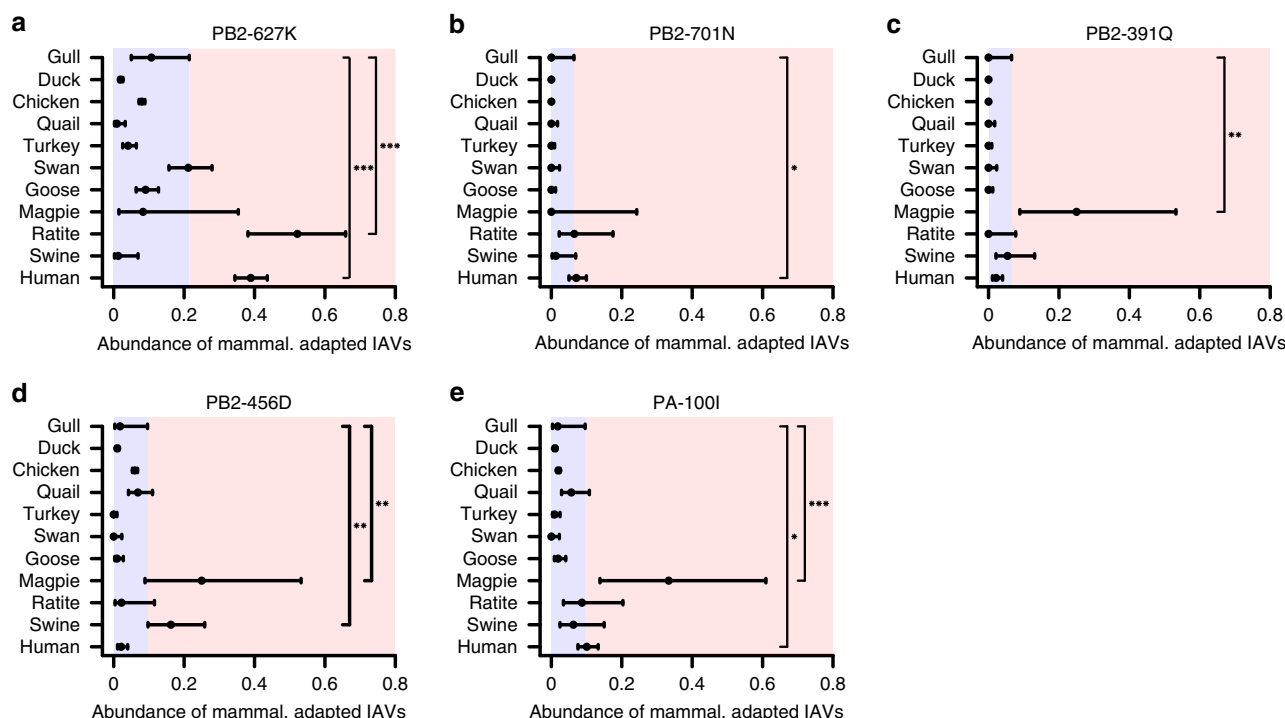 a
PB2-627K
Gull
Duck
Chicken
Quail
Turkey
Swan
Goose
Magpie
Ratite
Swine
Human
***
***
0 0.2 0.4 0.6 0.8
Abundance of mammal. adapted IAVs
b
PB2-701N
Gull
Duck
Chicken
Quail
Turkey
Swan
Goose
Magpie
Ratite
Swine
Human
*
0 0.2 0.4 0.6 0.8
Abundance of mammal. adapted IAVs
c
PB2-391Q
Gull
Duck
Chicken
Quail
Turkey
Swan
Goose
Magpie
Ratite
Swine
Human
**
0 0.2 0.4 0.6 0.8
Abundance of mammal. adapted IAVs
d
PB2-456D
Gull
Duck
Chicken
Quail
Turkey
Swan
Goose
Magpie
Ratite
Swine
Human
**
**
0 0.2 0.4 0.6 0.8
Abundance of mammal. adapted IAVs
e
PA-100I
Gull
Duck
Chicken
Quail
Turkey
Swan
Goose
Magpie
Ratite
Swine
Human
***
*
0 0.2 0.4 0.6 0.8
Abundance of mammal. adapted IAVs